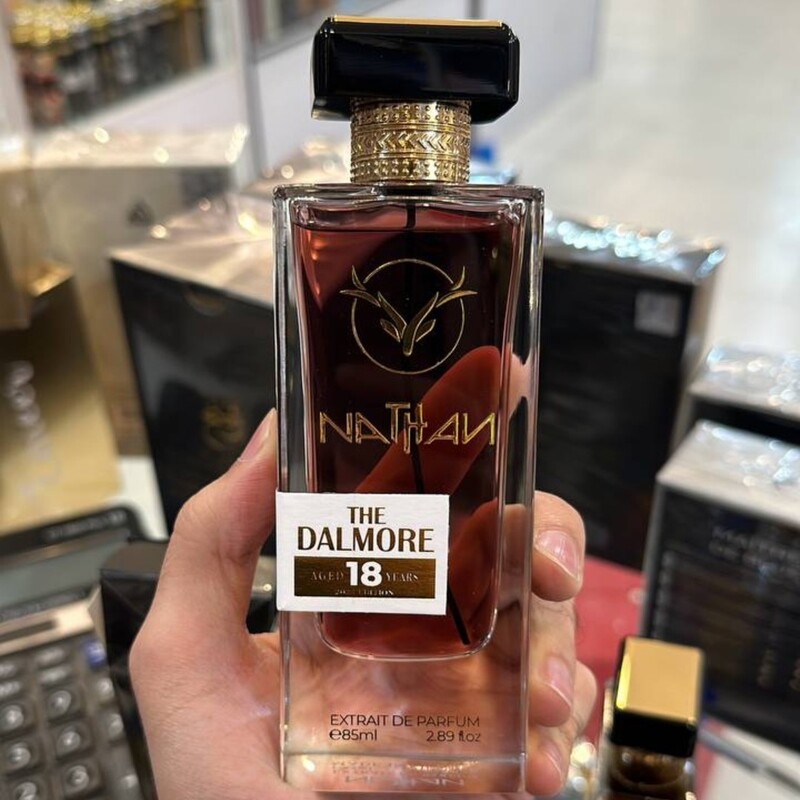 NATHAN
THE
DALMORE
AGED 18 YEARS
EXTRAIT DE PARFUM
℮85ml 2.89 fl.oz